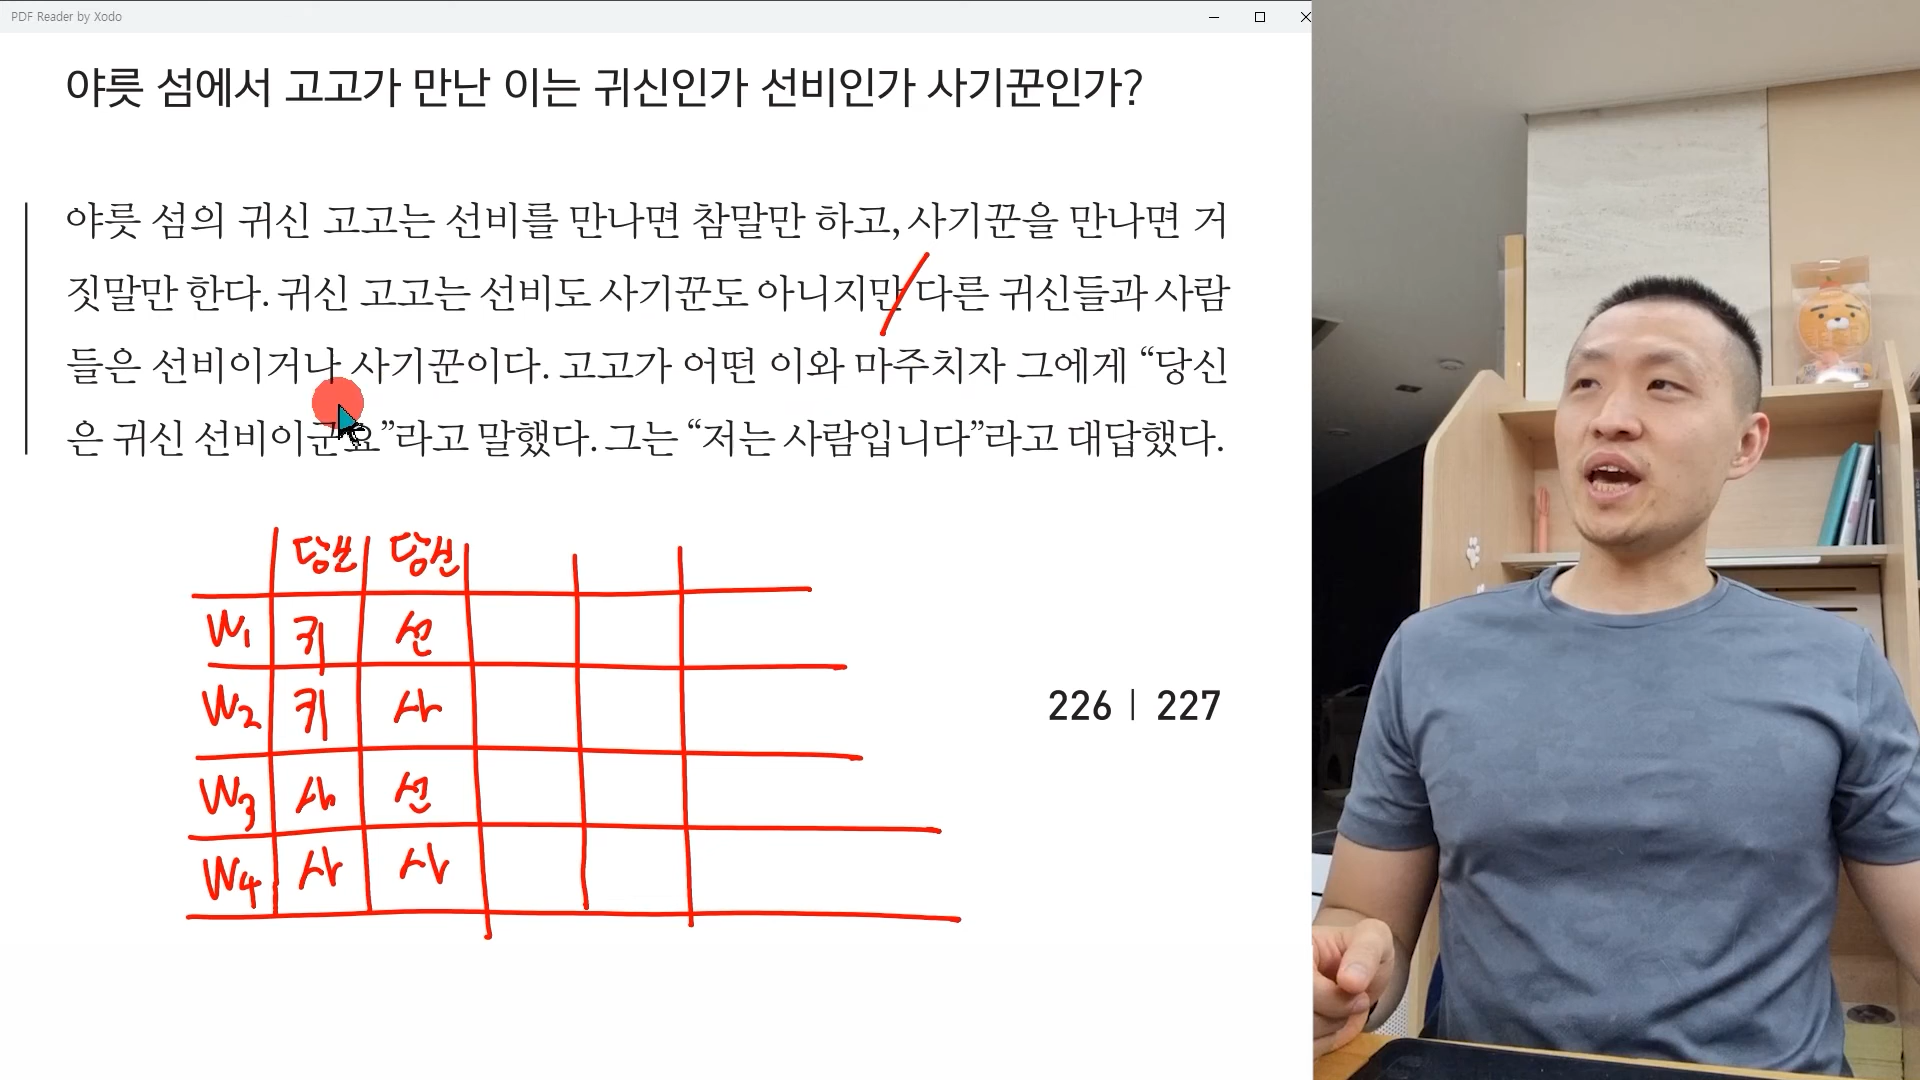 PDF Reader by Xodo
야릇 섬에서 고고가 만난 이는 귀신인가 선비인가 사기꾼인가?
야릇 섬의 귀신 고고는 선비를 만나면 참말만 하고, 사기꾼을 만나면 거
짓말만 한다. 귀신 고고는 선비도 사기꾼도 아니지만 다른 귀신들과 사람
들은 선비이거나 사기꾼이다. 고고가 어떤 이와 마주치자 그에게 “당신
은 귀신 선비이군요”라고 말했다. 그는 “저는 사람입니다”라고 대답했다.
당신 당신
W1 귀 선
W2 귀 사
W3 사 선
W4 사 사
226 | 227